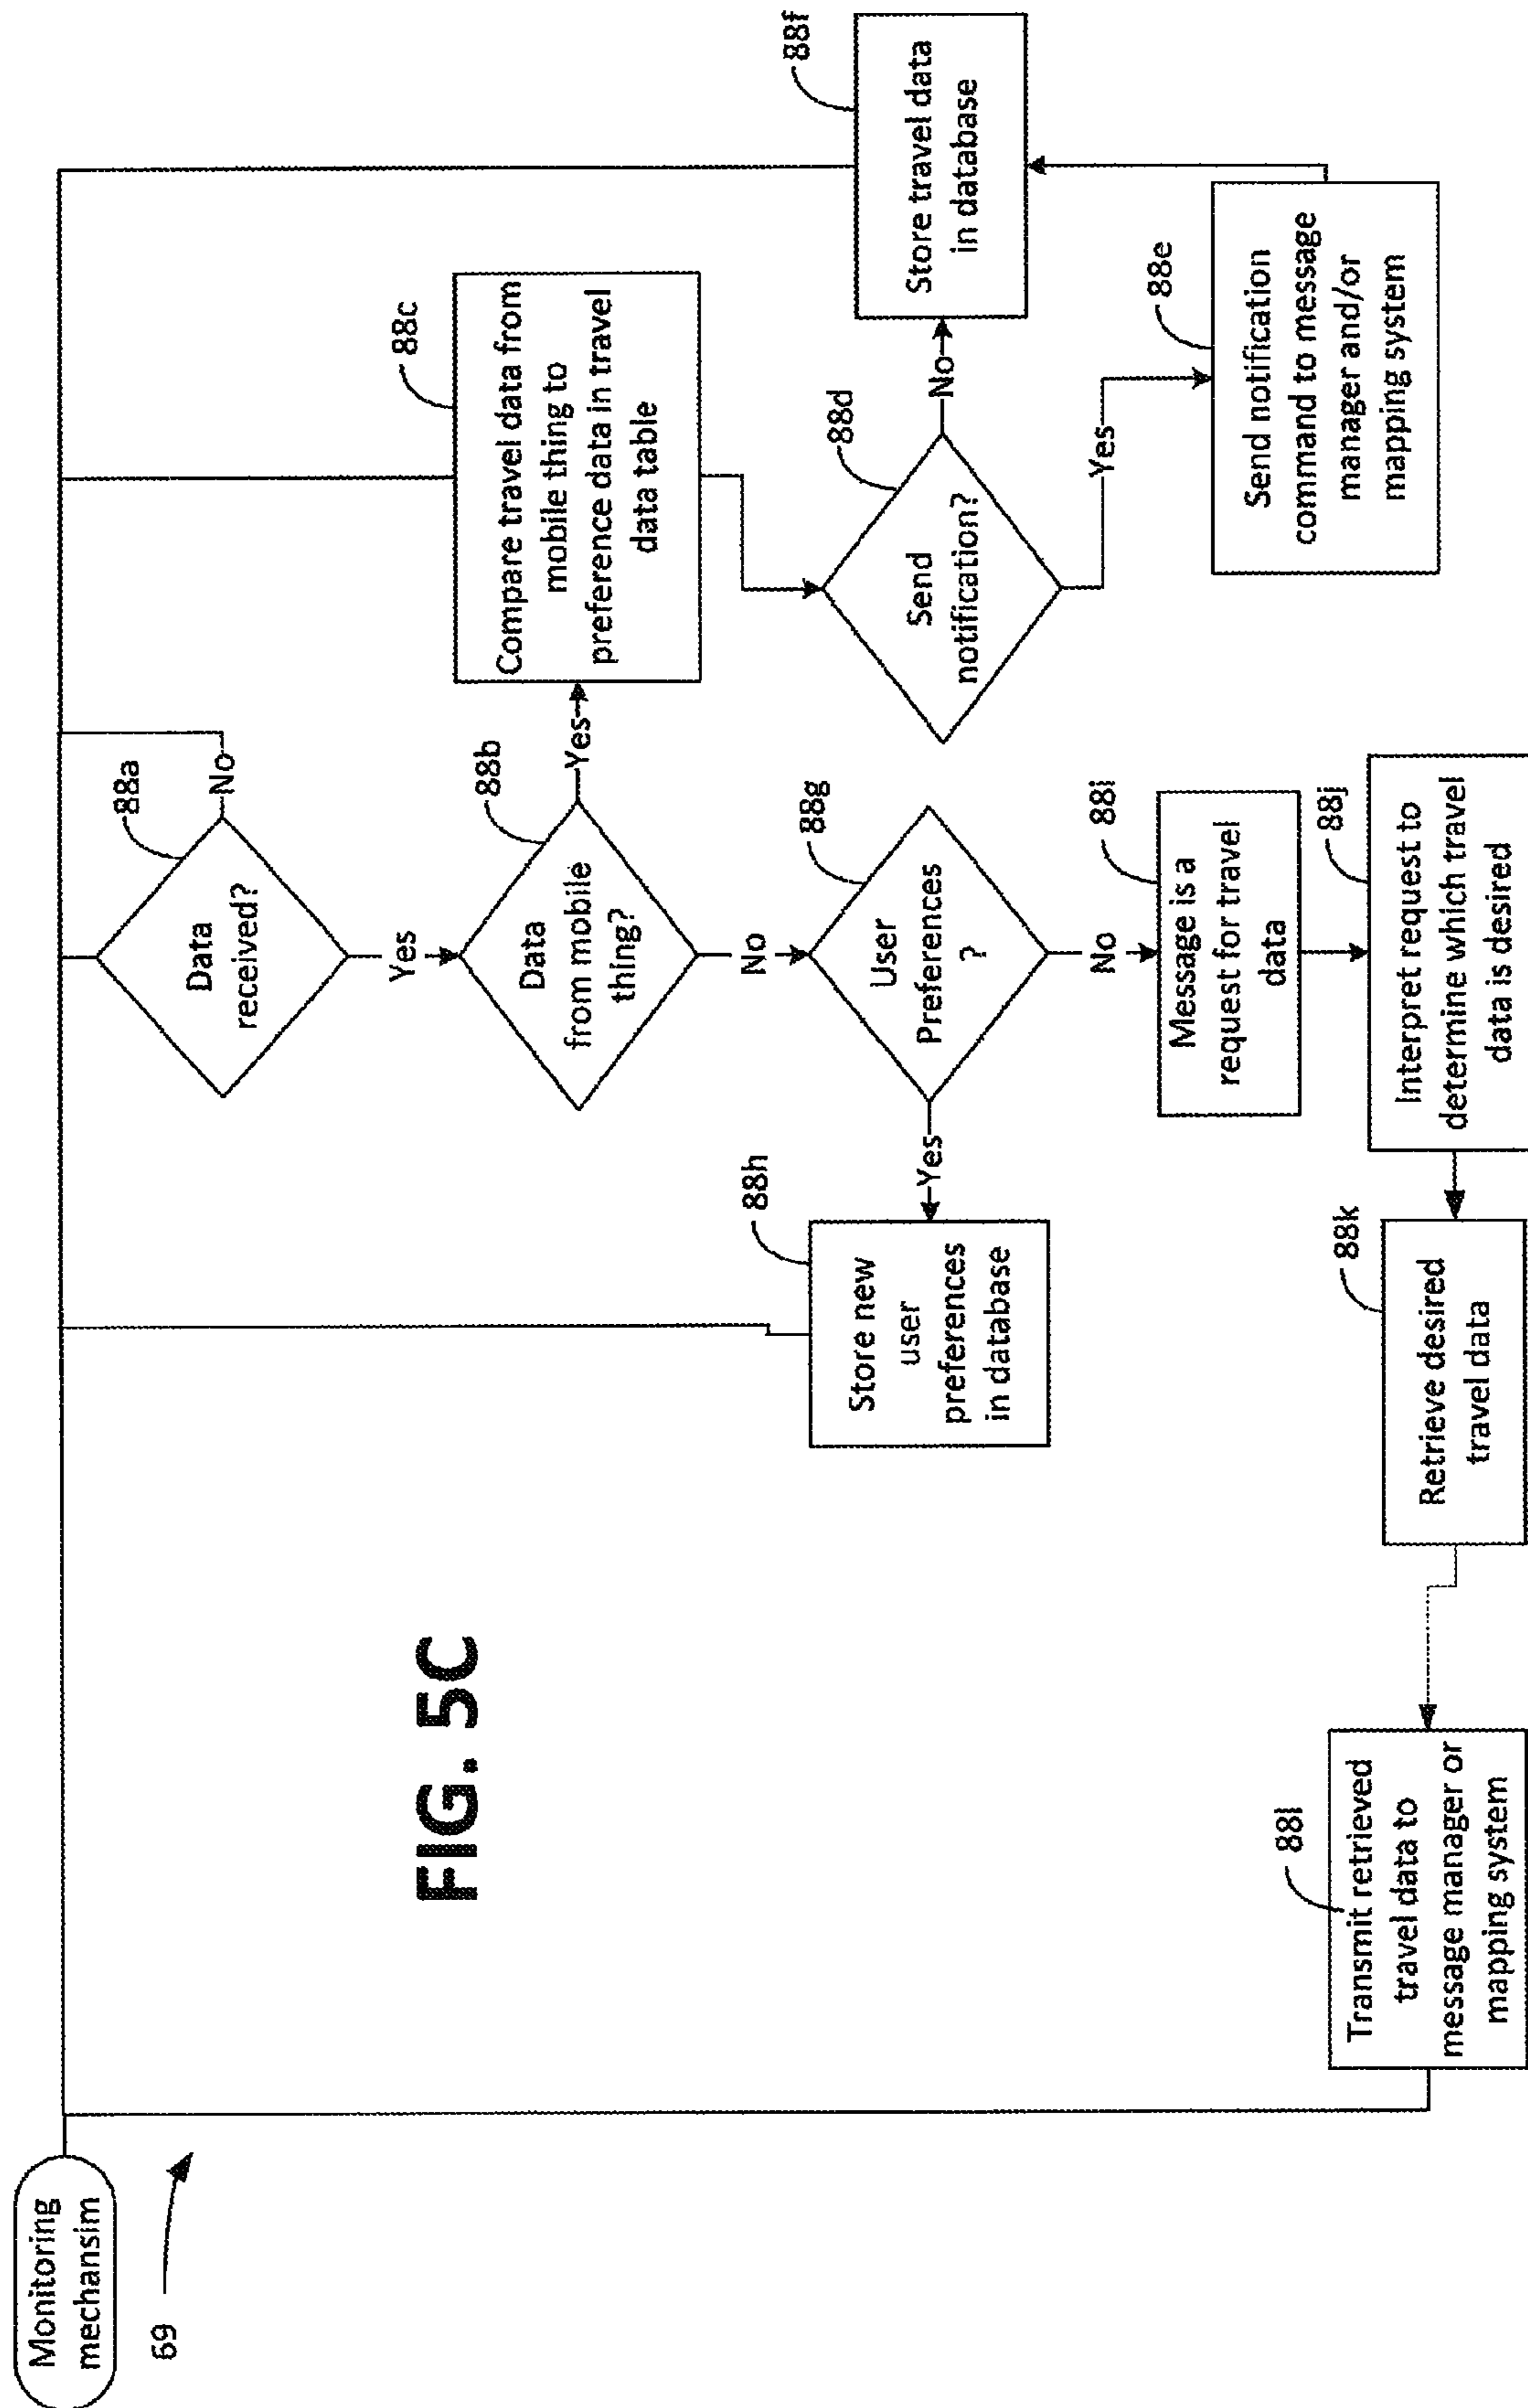 Monitoring
mechansim
69
88a
Data
received?
No
Yes
88b
Data
from mobile
thing?
Yes
No
88c
Compare travel data from
mobile thing to
preference data in travel
data table
88d
Send
notification?
No
Yes
88e
Send notification
command to message
manager and/or
mapping system
88f
Store travel data
in database
88g
User
Preferences
?
Yes
No
88h
Store new
user
preferences
in database
88i
Message is a
request for travel
data
88j
Interpret request to
determine which travel
data is desired
88k
Retrieve desired
travel data
88l
Transmit retrieved
travel data to
message manager or
mapping system
FIG. 5C